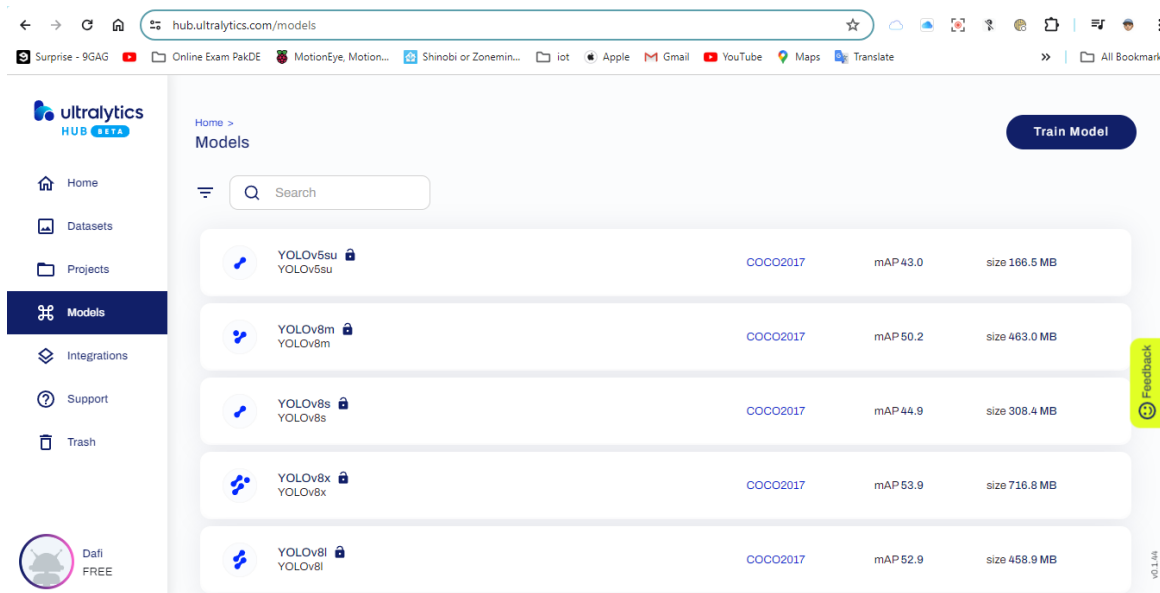 hub.ultralytics.com/models
Surprise - 9GAG Online Exam PakDE MotionEye, Motion... Shinobi or Zonemin... iot Apple Gmail YouTube Maps Translate » All Bookmark
ultralytics
HUB BETA
Home >
Models
Train Model
Search
Home
Datasets
Projects
Models
Integrations
Support
Trash
YOLOv5su
YOLOv5su
COCO2017 mAP 43.0 size 166.5 MB
YOLOv8m
YOLOv8m
COCO2017 mAP 50.2 size 463.0 MB
YOLOv8s
YOLOv8s
COCO2017 mAP 44.9 size 308.4 MB
YOLOv8x
YOLOv8x
COCO2017 mAP 53.9 size 716.8 MB
YOLOv8l
YOLOv8l
COCO2017 mAP 52.9 size 458.9 MB
Feedback
Dafi
FREE
v0.1.44